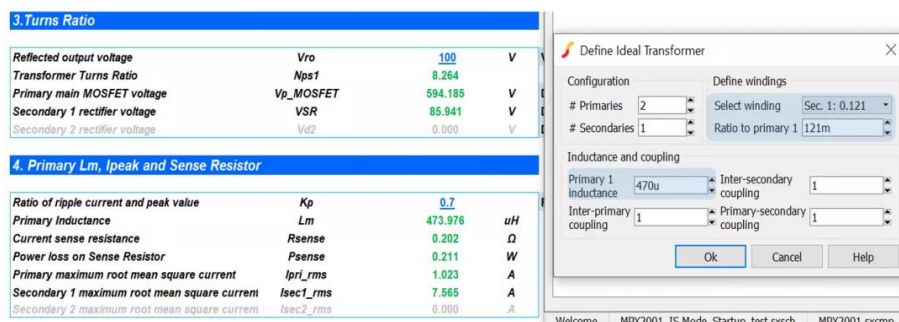 3.Turns Ratio
Reflected output voltage Vro 100 V
Transformer Turns Ratio Nps1 8.264
Primary main MOSFET voltage Vp_MOSFET 594.185 V
Secondary 1 rectifier voltage VSR 85.941 V
Secondary 2 rectifier voltage Vd2 0.000 V
4. Primary Lm, Ipeak and Sense Resistor
Ratio of ripple current and peak value Kp 0.7
Primary Inductance Lm 473.976 uH
Current sense resistance Rsense 0.202 Ω
Power loss on Sense Resistor Psense 0.211 W
Primary maximum root mean square current Ipri_rms 1.023 A
Secondary 1 maximum root mean square current Isec1_rms 7.565 A
Secondary 2 maximum root mean square current Isec2_rms 0.000 A
Define Ideal Transformer
Configuration
# Primaries 2
# Secondaries 1
Define windings
Select winding Sec. 1: 0.121
Ratio to primary 1 121m
Inductance and coupling
Primary 1 inductance 470u
Inter-secondary coupling 1
Inter-primary coupling 1
Primary-secondary coupling 1
Ok Cancel Help
Welcome MPX2001_IS Mode_Startup_test.sxsch MPX2001.sxcmp